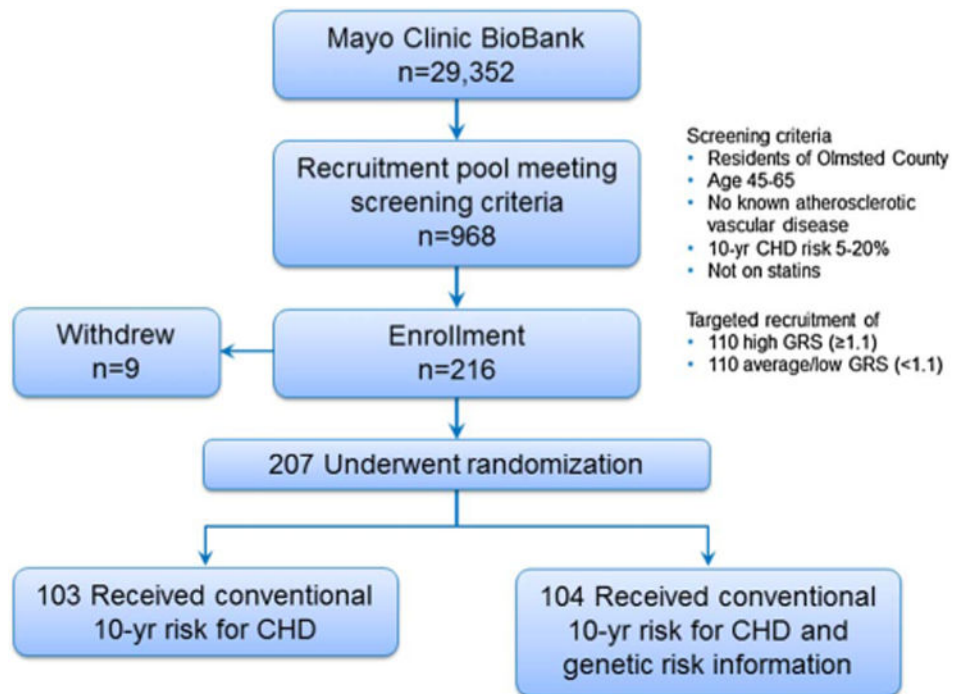 Mayo Clinic BioBank
n=29,352
Recruitment pool meeting
screening criteria
n=968
Screening criteria
• Residents of Olmsted County
• Age 45-65
• No known atherosclerotic
vascular disease
• 10-yr CHD risk 5-20%
• Not on statins
Withdrew
n=9
Enrollment
n=216
Targeted recruitment of
• 110 high GRS (≥1.1)
• 110 average/low GRS (<1.1)
207 Underwent randomization
103 Received conventional
10-yr risk for CHD
104 Received conventional
10-yr risk for CHD and
genetic risk information